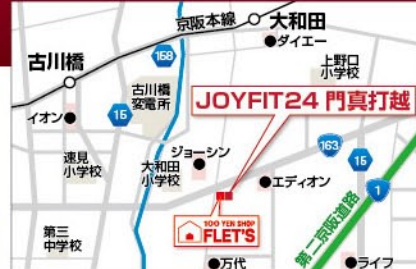 京阪本線
大和田
ダイエー
古川橋
158
上野口
小学校
古川橋
変電所
JOYFIT24 門真打越
イオン
15
163
速見
小学校
大和田
小学校
ジョーシン
15
エディオン
1
100 YEN SHOP
FLET'S
第二京阪道路
第三
中学校
万代
ライフ